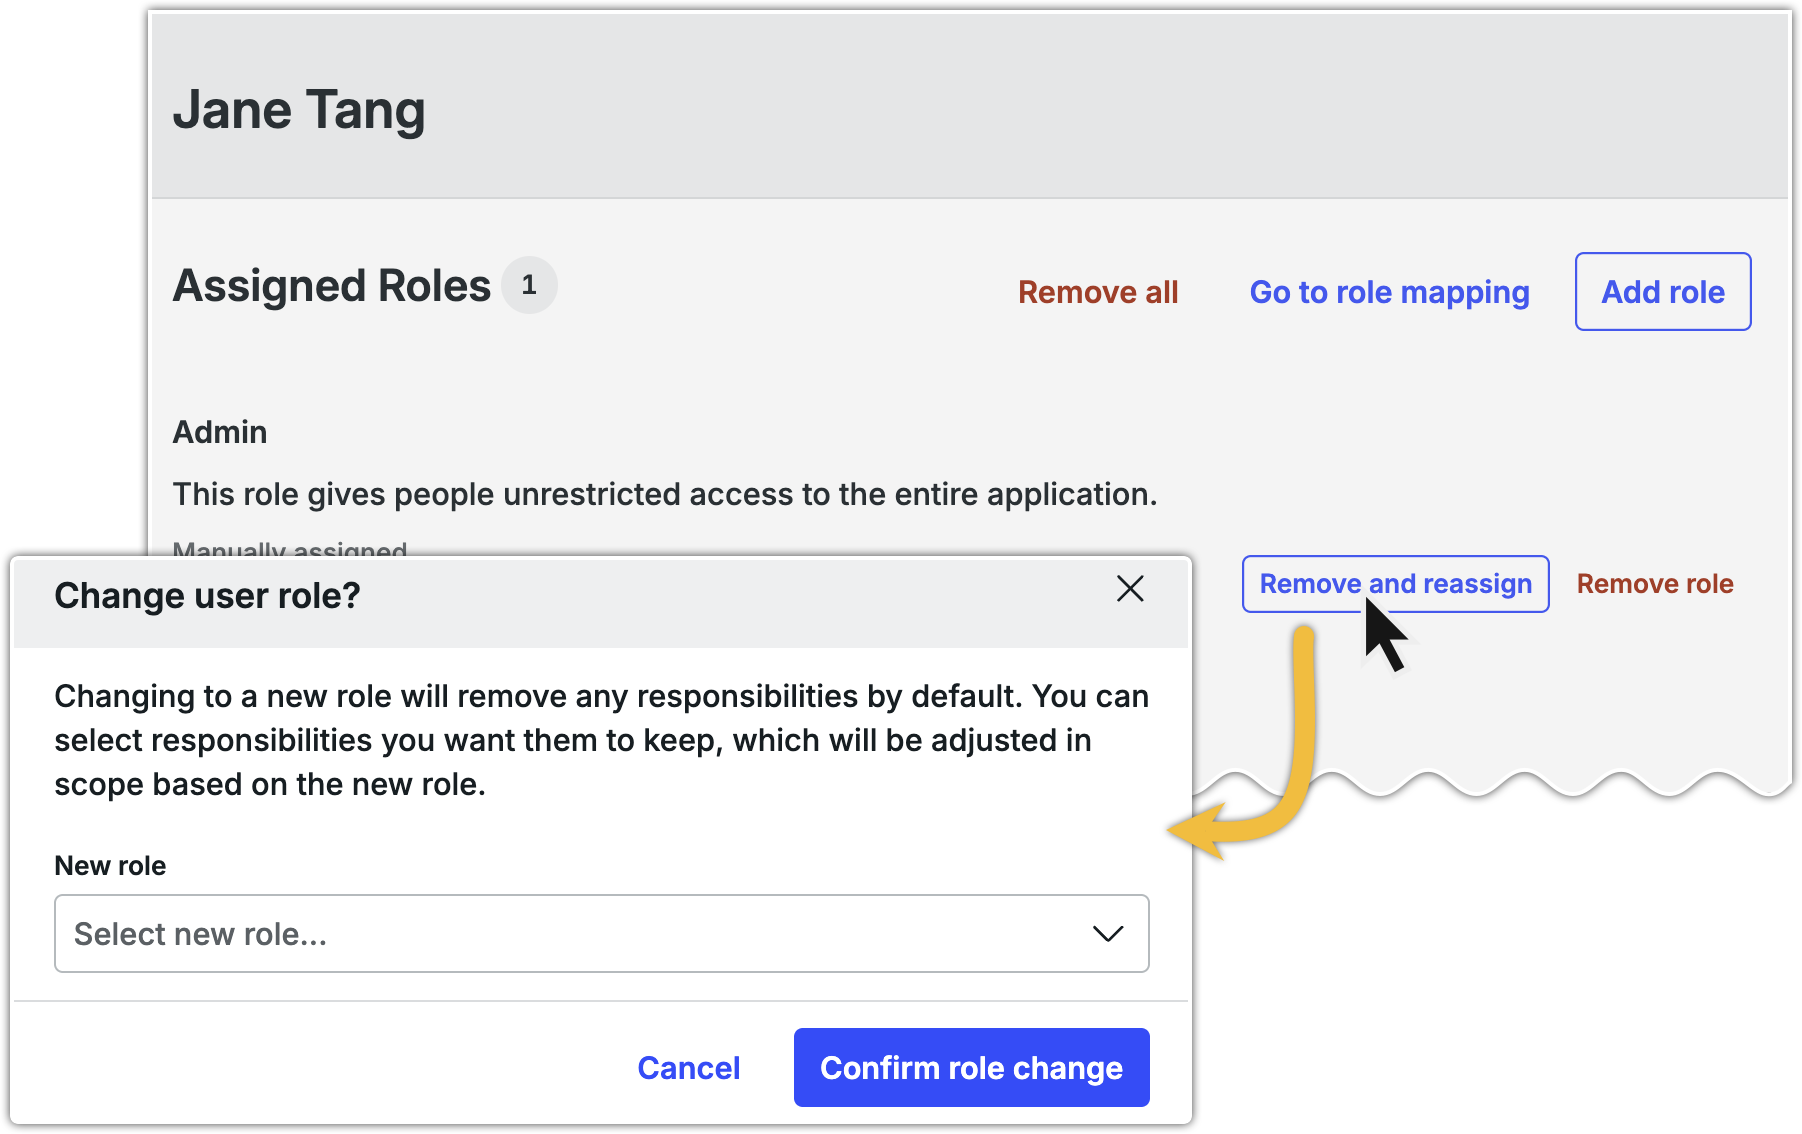 Jane Tang
Assigned Roles 1
Remove all
Go to role mapping
Add role
Admin
This role gives people unrestricted access to the entire application.
Manually assigned
Remove and reassign
Remove role
Change user role?
Changing to a new role will remove any responsibilities by default. You can
select responsibilities you want them to keep, which will be adjusted in
scope based on the new role.
New role
Select new role...
Cancel
Confirm role change